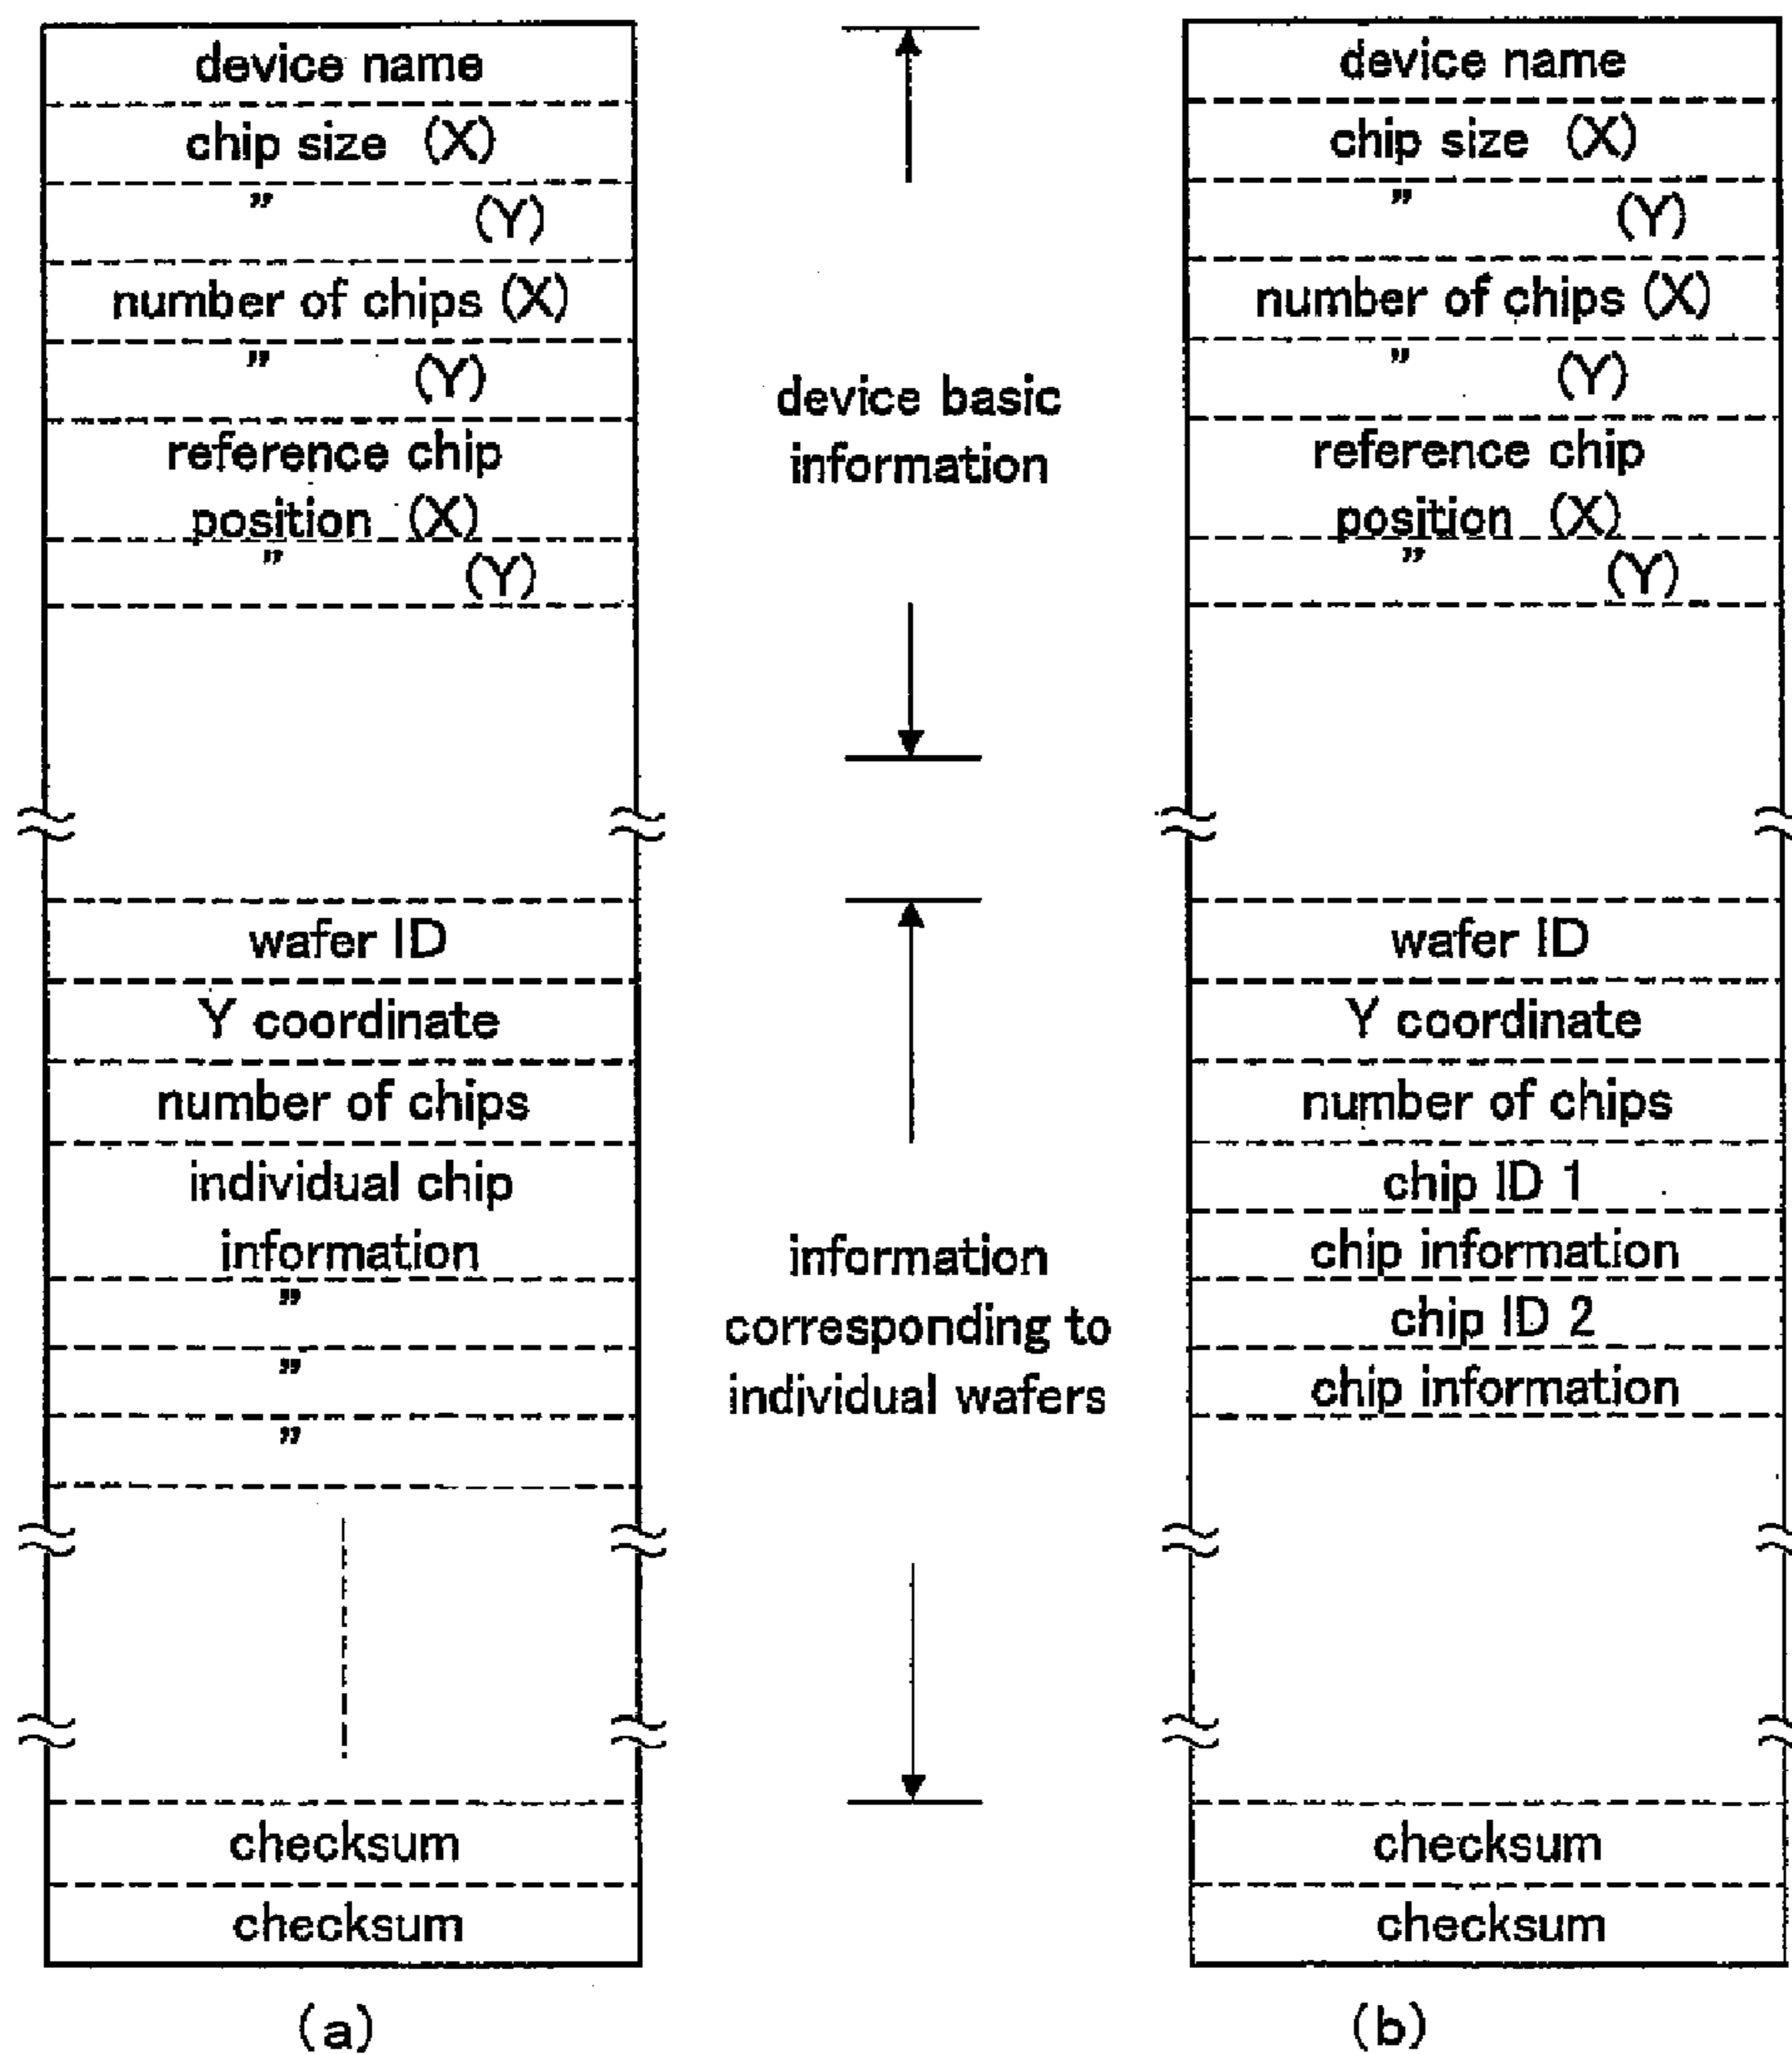 device name
chip size (X)
” (Y)
number of chips (X)
” (Y)
reference chip
position (X)
” (Y)
wafer ID
Y coordinate
number of chips
individual chip
information
”
”
”
checksum
checksum
(a)
device basic
information
information
corresponding to
individual wafers
device name
chip size (X)
” (Y)
number of chips (X)
” (Y)
reference chip
position (X)
” (Y)
wafer ID
Y coordinate
number of chips
chip ID 1
chip information
chip ID 2
chip information
checksum
checksum
(b)